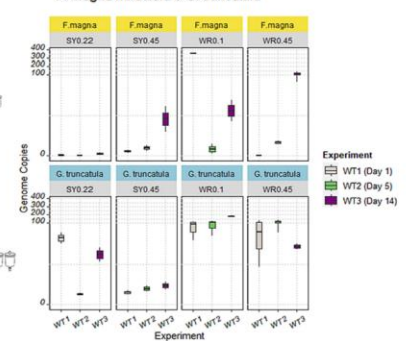 F.magna F.magna F.magna F.magna
SY0.22 SY0.45 WR0.1 WR0.45
400
300
200
100
0
G. truncatula G. truncatula G. truncatula G. truncatula
SY0.22 SY0.45 WR0.1 WR0.45
400
300
200
100
0
Genome Copies
WT1 WT2 WT3 WT1 WT2 WT3 WT1 WT2 WT3 WT1 WT2 WT3
Experiment
Experiment
WT1 (Day 1)
WT2 (Day 5)
WT3 (Day 14)